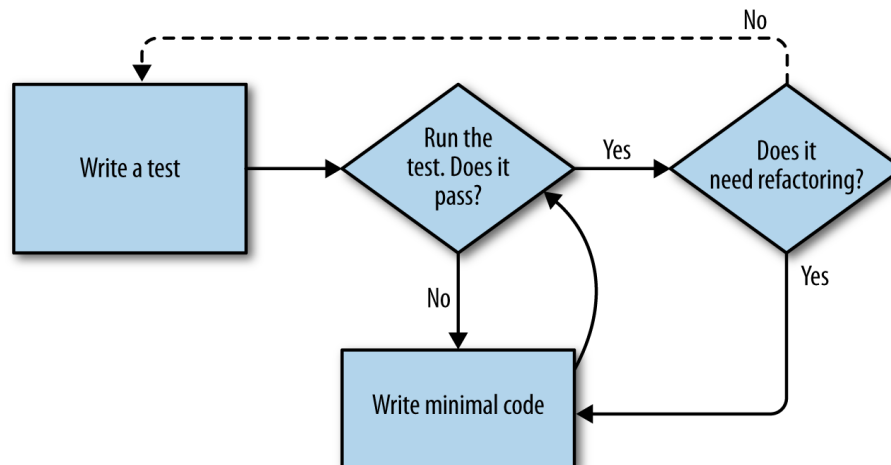 No
Write a test
Run the
test. Does it
pass?
Yes
Does it
need refactoring?
No
Yes
Write minimal code